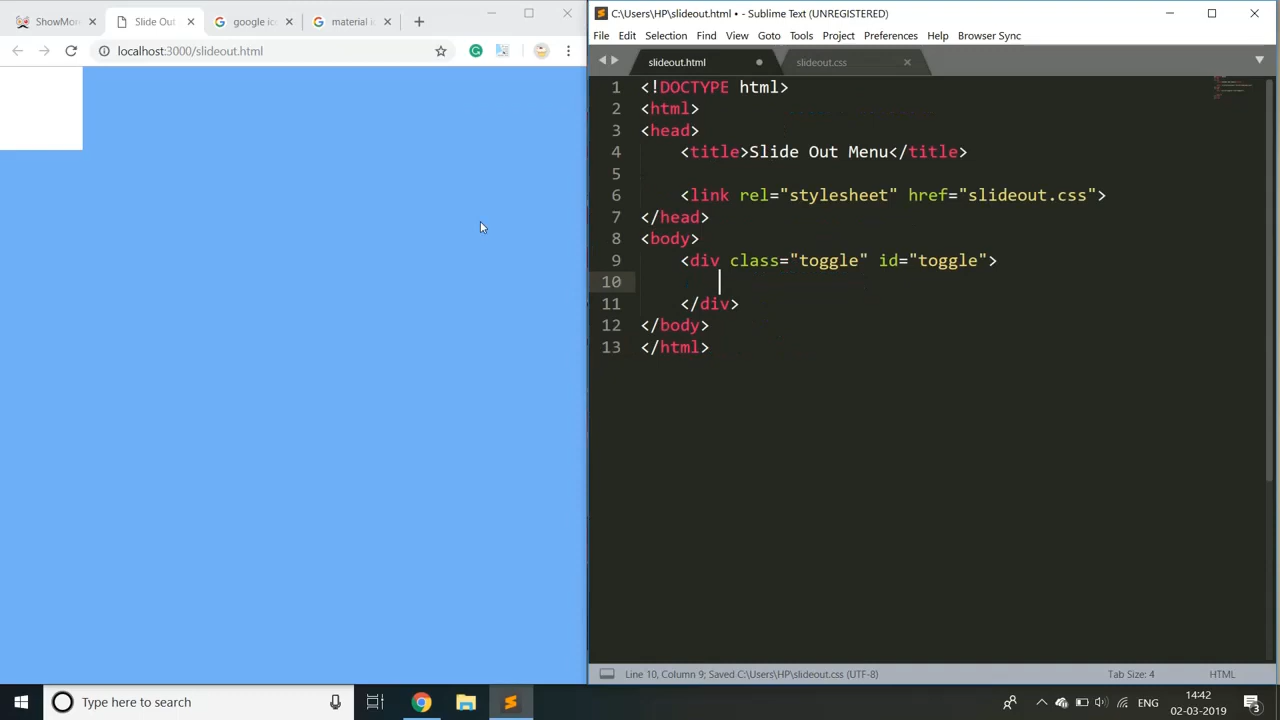 ShowMor
Slide Out
google ic
material i
localhost:3000/slideout.html
C:\Users\HP\slideout.html • - Sublime Text (UNREGISTERED)
File Edit Selection Find View Goto Tools Project Preferences Help Browser Sync
slideout.html
slideout.css
1 <!DOCTYPE html>
2 <html>
3 <head>
4 <title>Slide Out Menu</title>
5
6 <link rel="stylesheet" href="slideout.css">
7 </head>
8 <body>
9 <div class="toggle" id="toggle">
10
11 </div>
12 </body>
13 </html>
Line 10, Column 9; Saved C:\Users\HP\slideout.css (UTF-8)
Tab Size: 4
HTML
Type here to search
ENG
14:42
02-03-2019
3